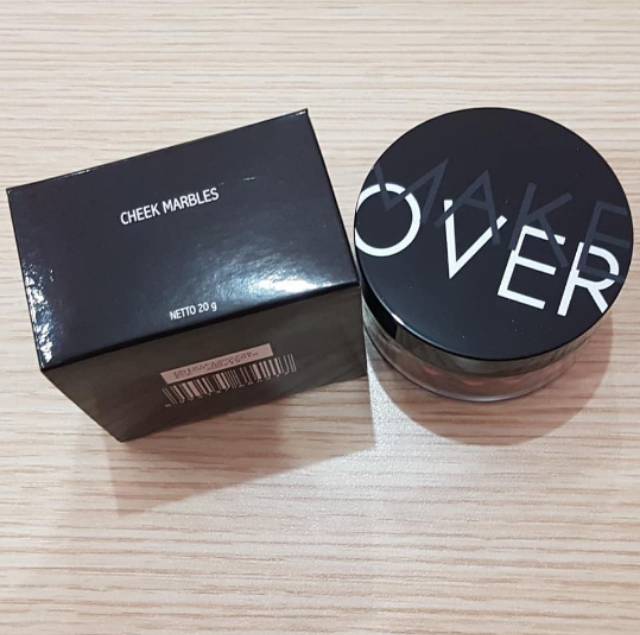 CHEEK MARBLES
NETTO 20 g
MAKE
OVER